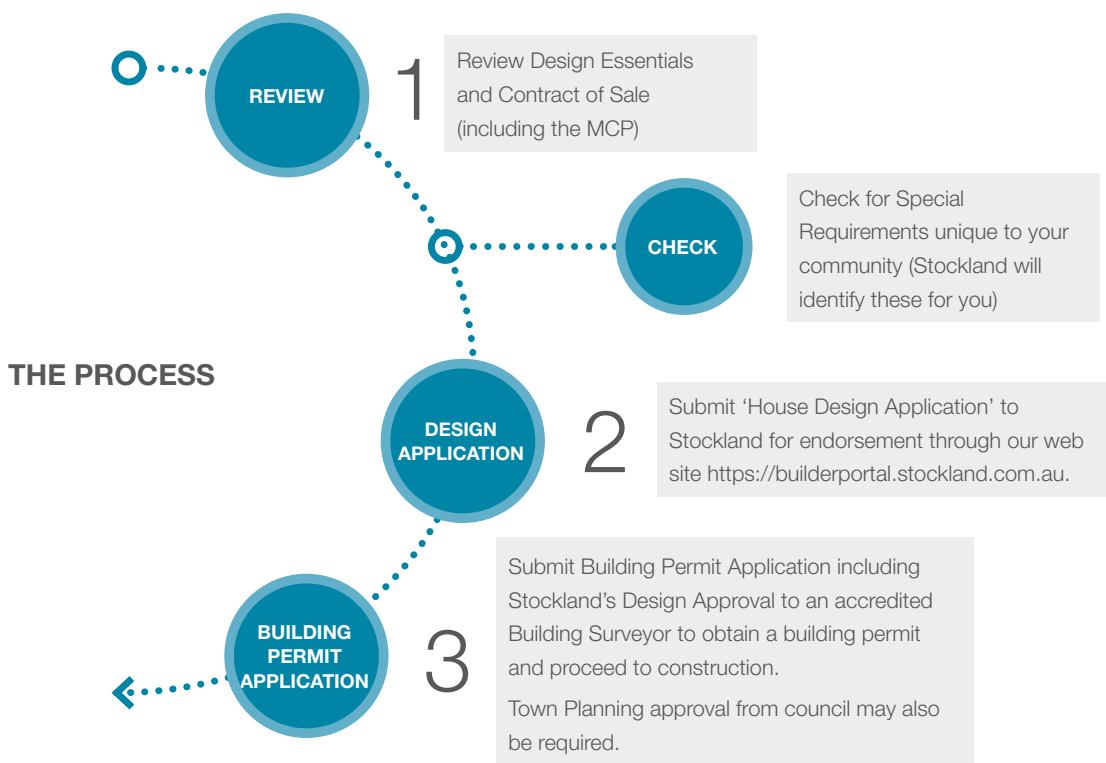 REVIEW
1
Review Design Essentials
and Contract of Sale
(including the MCP)
CHECK
Check for Special
Requirements unique to your
community (Stockland will
identify these for you)
THE PROCESS
DESIGN
APPLICATION
2
Submit ‘House Design Application’ to
Stockland for endorsement through our web
site https://builderportal.stockland.com.au.
BUILDING
PERMIT
APPLICATION
3
Submit Building Permit Application including
Stockland’s Design Approval to an accredited
Building Surveyor to obtain a building permit
and proceed to construction.
Town Planning approval from council may also
be required.